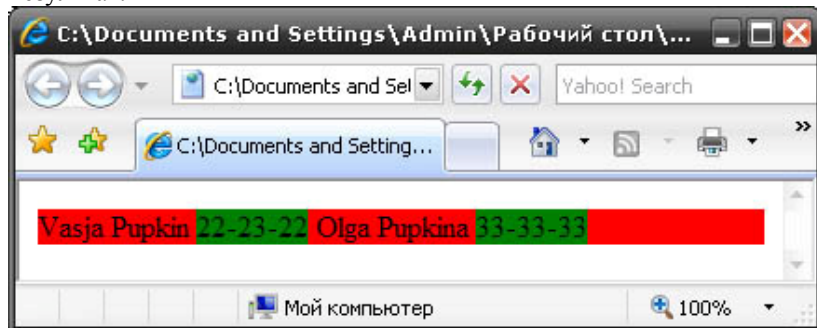 C:\Documents and Settings\Admin\Рабочий стол\...
C:\Documents and Set
Yahoo! Search
C:\Documents and Setting...
Vasja Pupkin 22-23-22 Olga Pupkina 33-33-33
Мой компьютер
100%